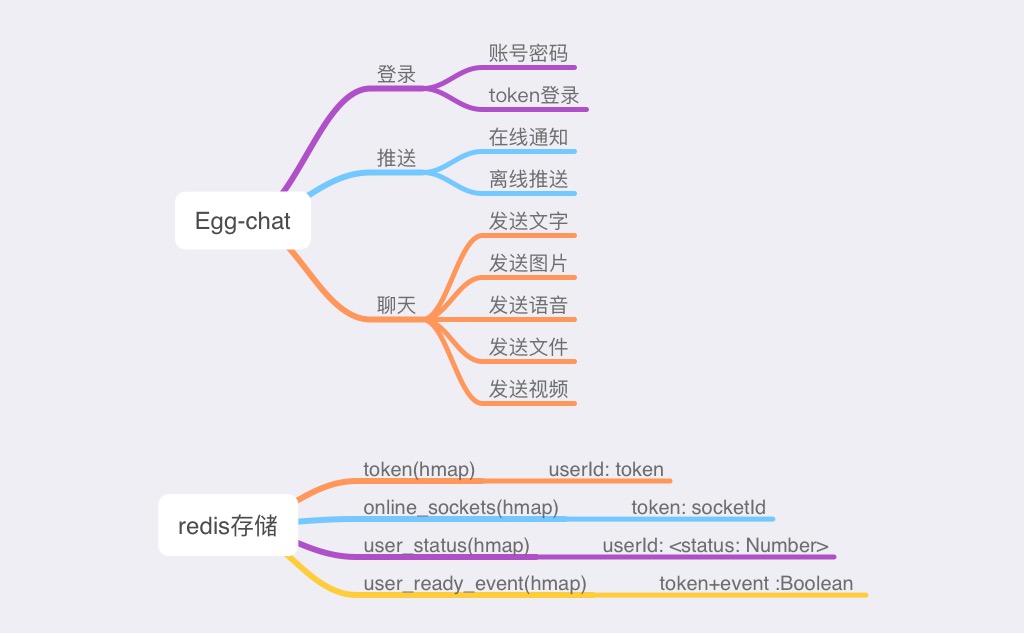 Egg-chat
登录
账号密码
token登录
推送
在线通知
离线推送
聊天
发送文字
发送图片
发送语音
发送文件
发送视频
redis存储
token(hmap) userId: token
online_sockets(hmap) token: socketId
user_status(hmap) userId: <status: Number>
user_ready_event(hmap) token+event :Boolean